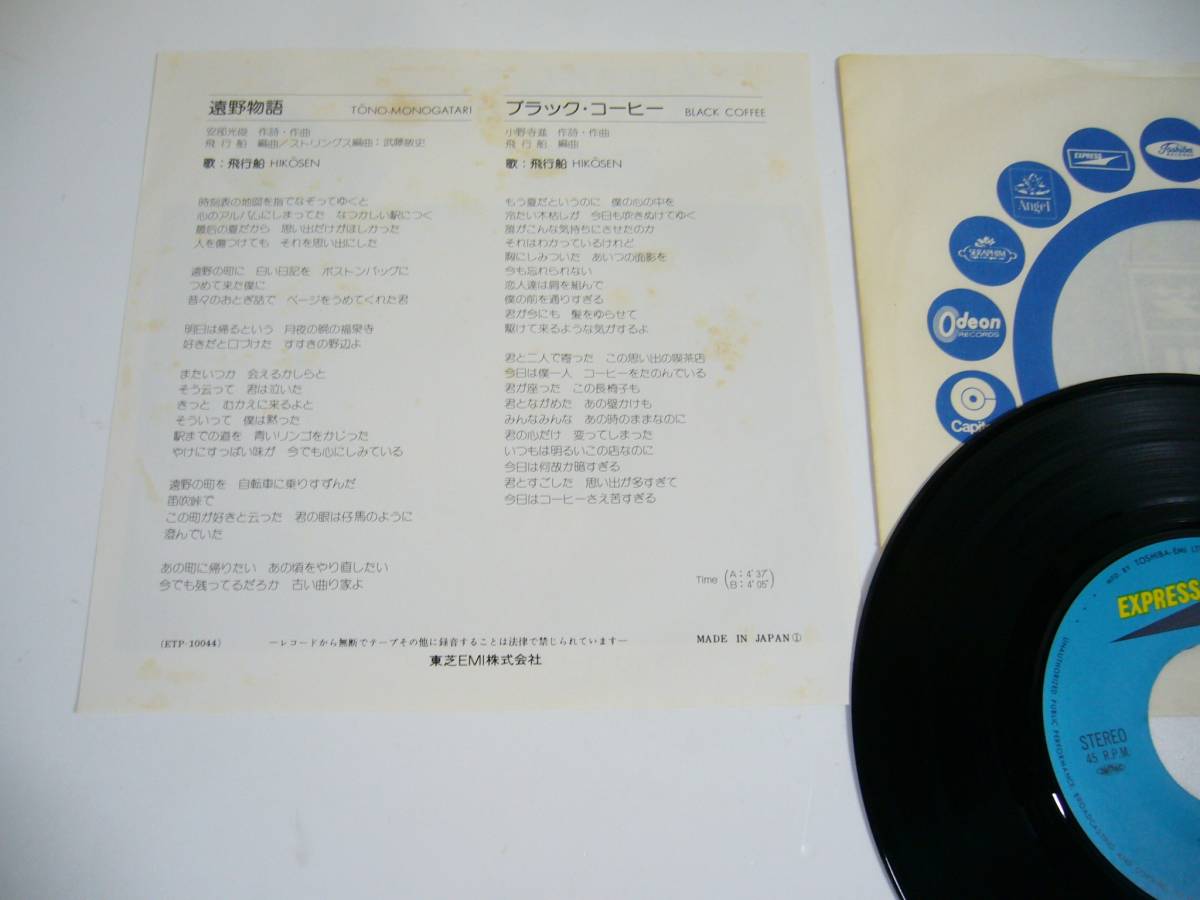 遠野物語 TŌNO-MONOGATARI
安部光俊 作詩・作曲
飛行船 編曲/ストリングス編曲:武藤敏史
歌:飛行船 HIKŌSEN
時刻表の地図を指でなぞってゆくと
心のアルバムにしまってた なつかしい駅につく
最后の夏だから 思い出だけがほしかった
人を傷つけても それを思い出にした
遠野の町に 白い日記を ボストンバッグに
つめて来た僕に
昔々のおとぎ話で ページをうめてくれた君
明日は帰るという 月夜の晩の福泉寺
好きだと口づけた すすきの野辺よ
またいつか 会えるかしらと
そう云って 君は泣いた
きっと むかえに来るよと
そういって 僕は黙った
駅までの道を 青いリンゴをかじった
やけにすっぱい味が 今でも心にしみている
遠野の町を 自転車に乗りすずんだ
笛吹峠で
この町が好きと云った 君の眼は仔馬のように
澄んでいた
あの町に帰りたい あの頃をやり直したい
今でも残ってるだろか 古い曲り家よ
ブラック・コーヒー BLACK COFFEE
小野寺進 作詩・作曲
飛行船 編曲
歌:飛行船 HIKŌSEN
もう夏だというのに 僕の心の中を
冷たい木枯しが 今日も吹きぬけてゆく
誰がこんな気持ちにさせたのか
それはわかっているけれど
胸にしみついた あいつの面影を
今も忘れられない
恋人達は肩を組んで
僕の前を通りすぎる
君が今にも 髪をゆらせて
駆けて来るような気がするよ
君と二人で寄った この思い出の喫茶店
今日は僕一人 コーヒーをたのんでいる
君が座った この長椅子も
君とながめた あの壁かけも
みんなみんな あの時のままなのに
君の心だけ 変ってしまった
いつもは明るいこの店なのに
今日は何故か暗すぎる
君とすごした 思い出が多すぎて
今日はコーヒーさえ苦すぎる
Time (A:4'37" B:4'05")
(ETP-10044) —レコードから無断でテープその他に録音することは法律で禁じられています— MADE IN JAPAN①
東芝EMI株式会社
EXPRESS
Toshiba RECORDS
Angel
SERAPHIM
Odeon RECORDS
MFD. BY TOSHIBA-EMI
EXPRESS
UNAUTHORIZED PUBLIC PERFORMANCE, BROADCASTING AND
STEREO
45 R.P.M.